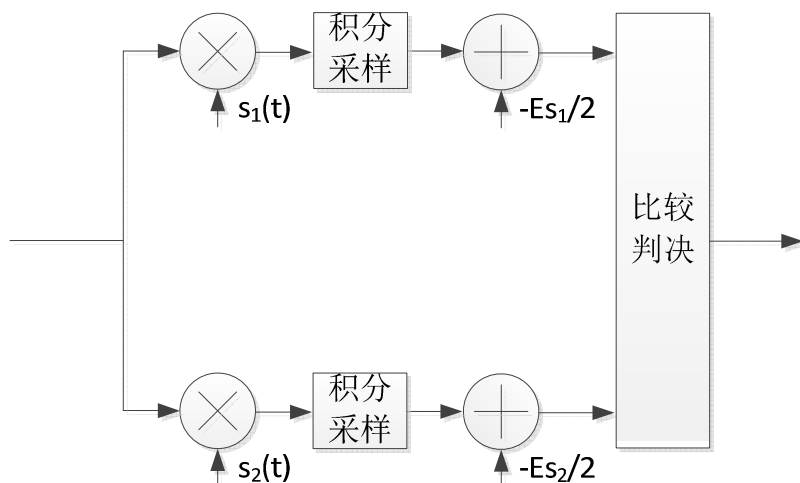 积分
采样
s₁(t)
-Es₁/2
比较
判决
积分
采样
s₂(t)
-Es₂/2